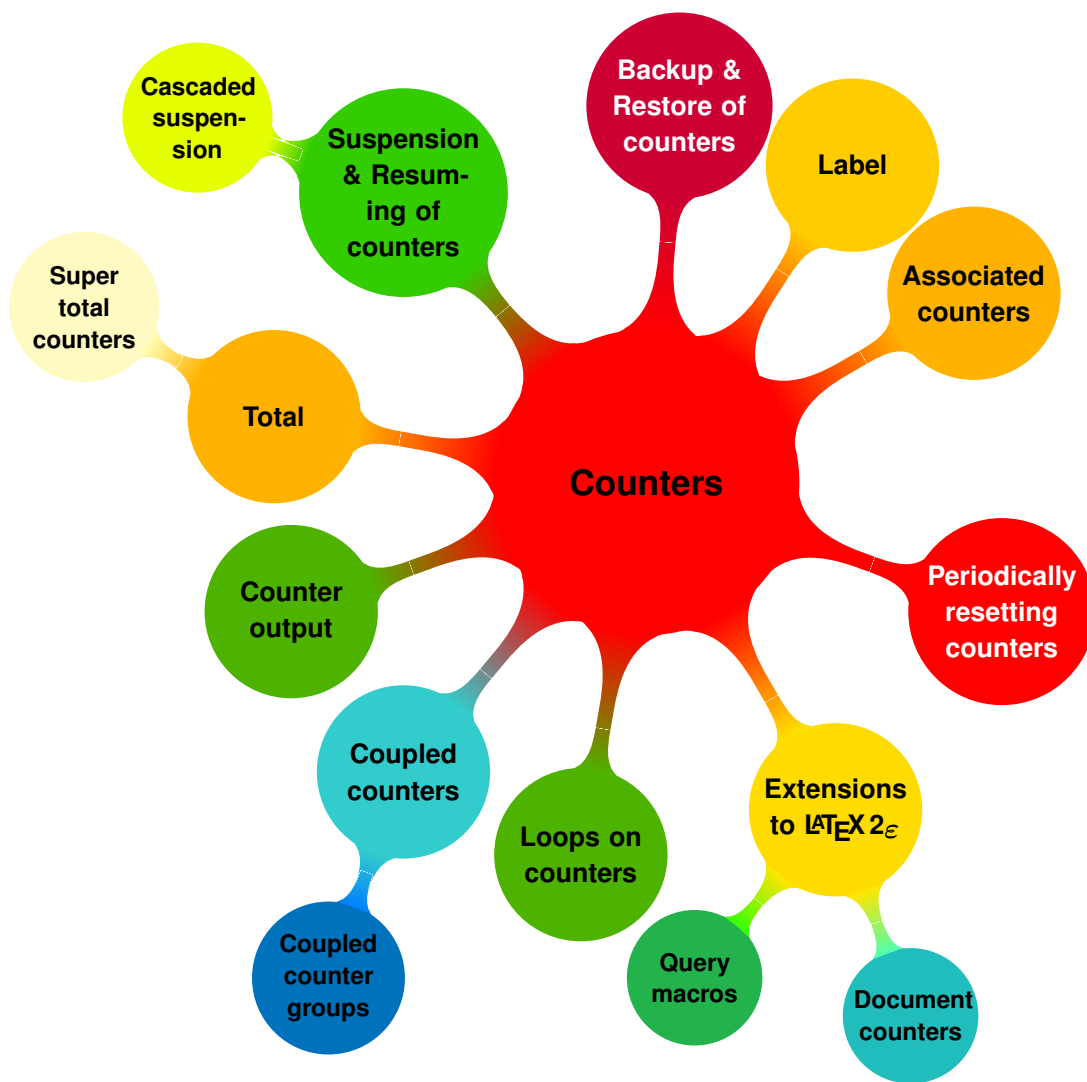 Cascaded
suspen-
sion
Suspension
& Resum-
ing of
counters
Backup &
Restore of
counters
Label
Associated
counters
Super
total
counters
Total
Counters
Counter
output
Periodically
resetting
counters
Coupled
counters
Loops on
counters
Extensions
to LATEX 2ε
Coupled
counter
groups
Query
macros
Document
counters